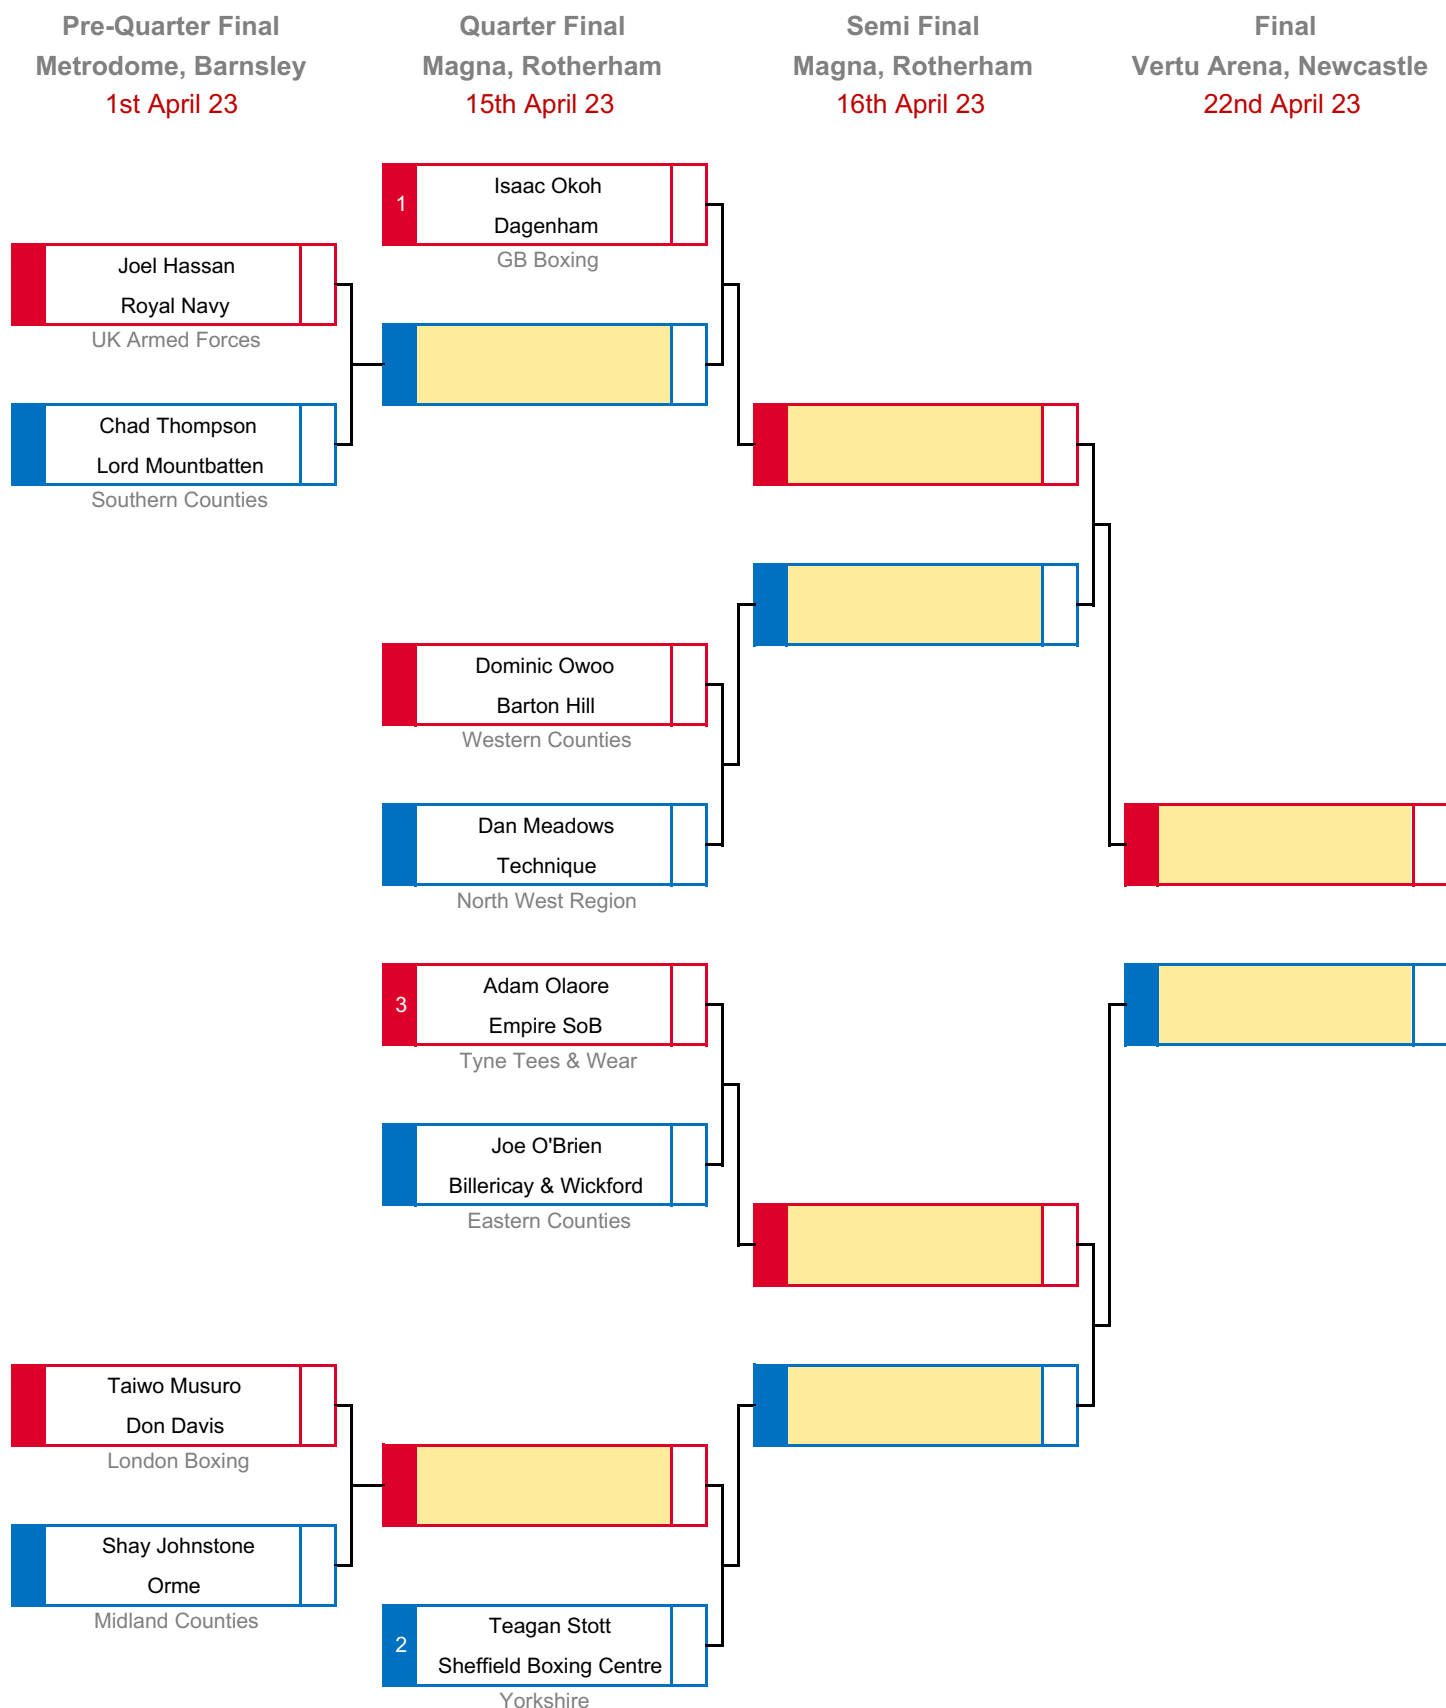 Pre-Quarter Final
Metrodome, Barnsley
1st April 23
Quarter Final
Magna, Rotherham
15th April 23
Semi Final
Magna, Rotherham
16th April 23
Final
Vertu Arena, Newcastle
22nd April 23
Joel Hassan
Royal Navy
UK Armed Forces
Chad Thompson
Lord Mountbatten
Southern Counties
Taiwo Musuro
Don Davis
London Boxing
Shay Johnstone
Orme
Midland Counties
1
Isaac Okoh
Dagenham
GB Boxing
Dominic Owoo
Barton Hill
Western Counties
Dan Meadows
Technique
North West Region
3
Adam Olaore
Empire SoB
Tyne Tees & Wear
Joe O'Brien
Billericay & Wickford
Eastern Counties
2
Teagan Stott
Sheffield Boxing Centre
Yorkshire